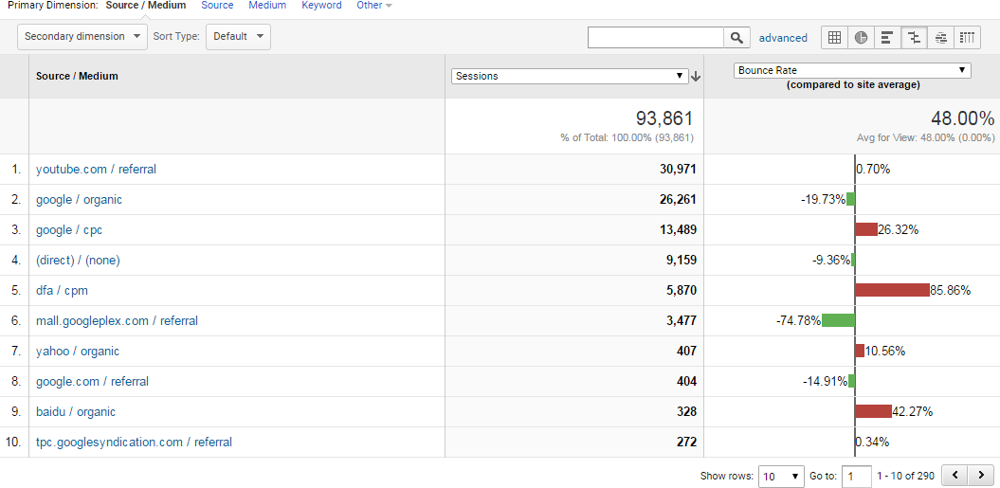 Primary Dimension: Source / Medium Source Medium Keyword Other
Secondary dimension Sort Type: Default advanced
Source / Medium Sessions Bounce Rate
(compared to site average)
93,861 48.00%
% of Total: 100.00% (93,861) Avg for View: 48.00% (0.00%)
1. youtube.com / referral 30,971 0.70%
2. google / organic 26,261 -19.73%
3. google / cpc 13,489 26.32%
4. (direct) / (none) 9,159 -9.36%
5. dfa / cpm 5,870 85.86%
6. mall.googleplex.com / referral 3,477 -74.78%
7. yahoo / organic 407 10.56%
8. google.com / referral 404 -14.91%
9. baidu / organic 328 42.27%
10. tpc.googlesyndication.com / referral 272 0.34%
Show rows: 10 Go to: 1 1 - 10 of 290